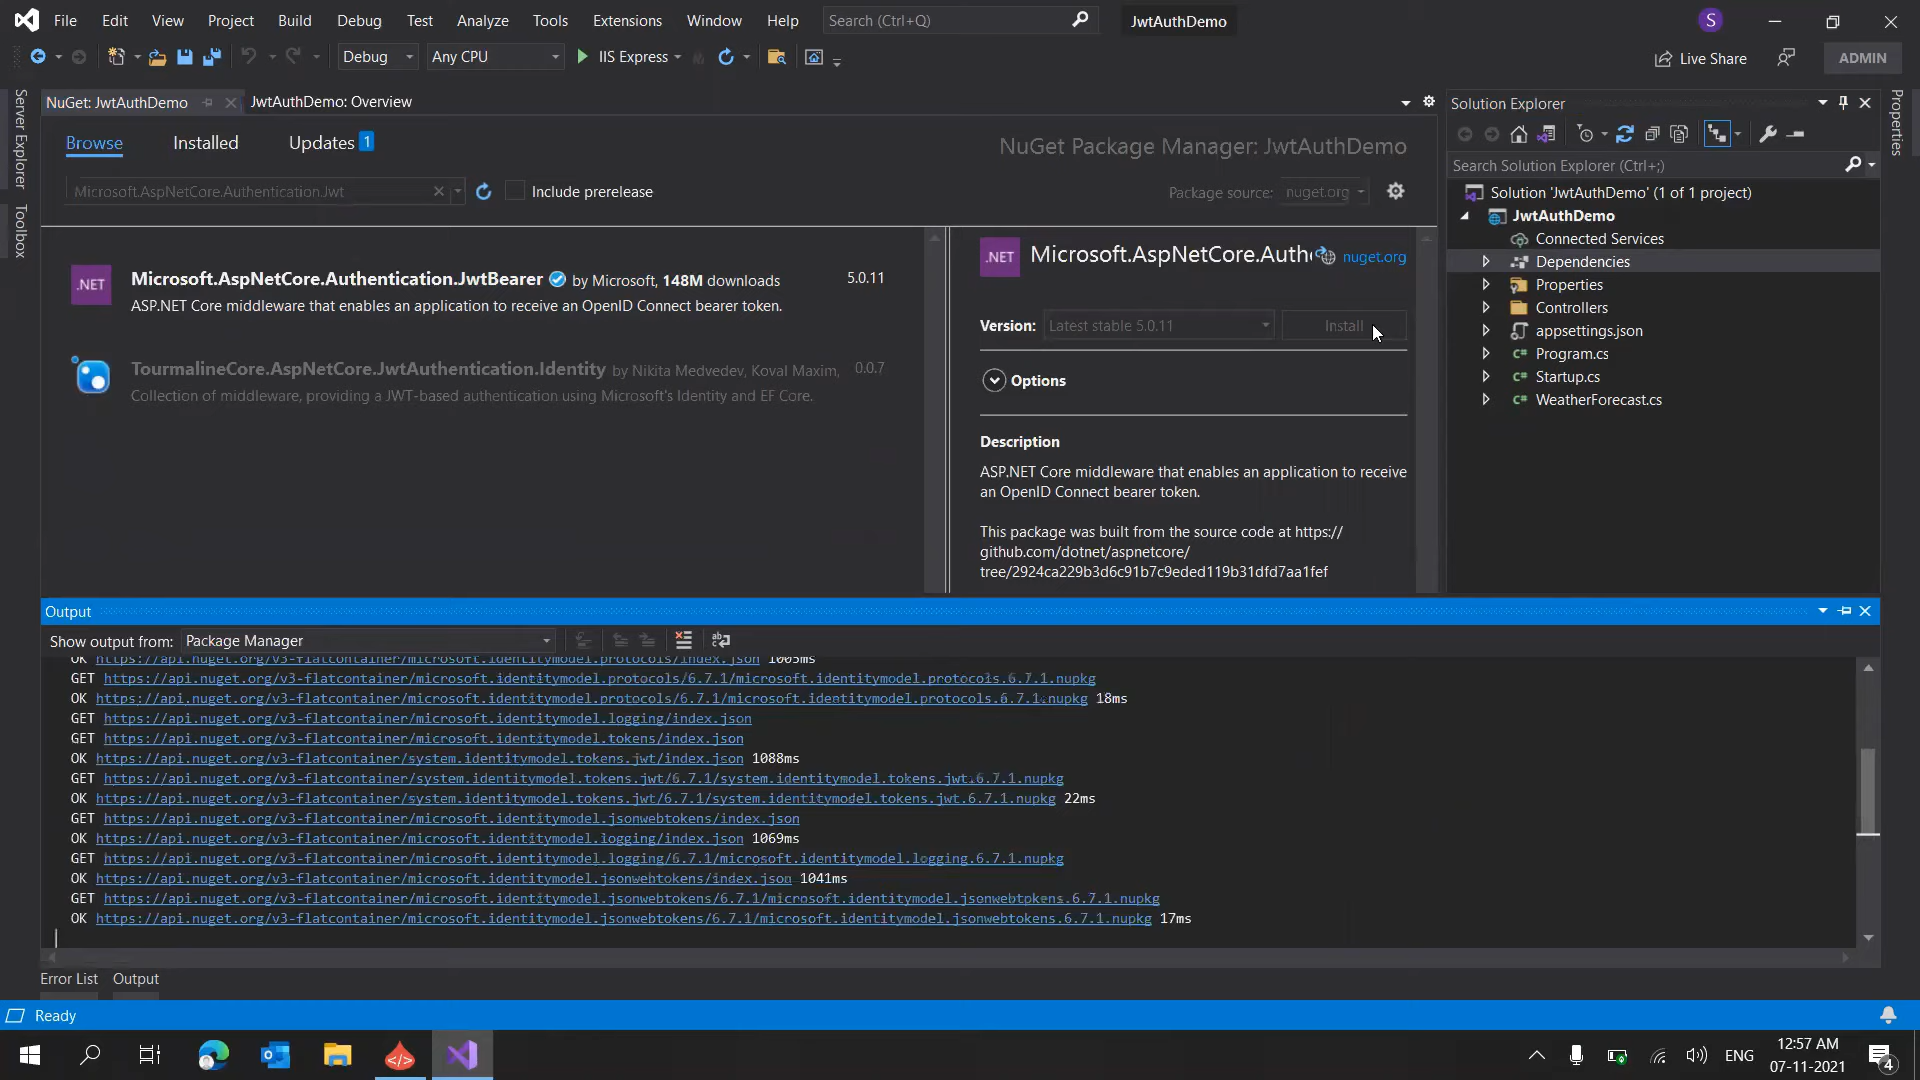 File Edit View Project Build Debug Test Analyze Tools Extensions Window Help Search (Ctrl+Q) JwtAuthDemo S
Debug Any CPU IIS Express Live Share ADMIN
Server Explorer
Toolbox
NuGet: JwtAuthDemo JwtAuthDemo: Overview
Browse Installed Updates 1 NuGet Package Manager: JwtAuthDemo
Microsoft.AspNetCore.Authentication.Jwt Include prerelease Package source: nuget.org
.NET Microsoft.AspNetCore.Authentication.JwtBearer by Microsoft, 148M downloads 5.0.11
ASP.NET Core middleware that enables an application to receive an OpenID Connect bearer token.
TourmalineCore.AspNetCore.JwtAuthentication.Identity by Nikita Medvedev, Koval Maxim, 0.0.7
Collection of middleware, providing a JWT-based authentication using Microsoft's Identity and EF Core.
.NET Microsoft.AspNetCore.Auth nuget.org
Version: Latest stable 5.0.11 Install
Options
Description
ASP.NET Core middleware that enables an application to receive
an OpenID Connect bearer token.
This package was built from the source code at https://
github.com/dotnet/aspnetcore/
tree/2924ca229b3d6c91b7c9eded119b31dfd7aa1fef
Solution Explorer
Search Solution Explorer (Ctrl+;)
Solution 'JwtAuthDemo' (1 of 1 project)
JwtAuthDemo
Connected Services
Dependencies
Properties
Controllers
appsettings.json
C# Program.cs
C# Startup.cs
C# WeatherForecast.cs
Properties
Output
Show output from: Package Manager
OK https://api.nuget.org/v3-flatcontainer/microsoft.identitymodel.protocols/index.json 1005ms
GET https://api.nuget.org/v3-flatcontainer/microsoft.identitymodel.protocols/6.7.1/microsoft.identitymodel.protocols.6.7.1.nupkg
OK https://api.nuget.org/v3-flatcontainer/microsoft.identitymodel.protocols/6.7.1/microsoft.identitymodel.protocols.6.7.1.nupkg 18ms
GET https://api.nuget.org/v3-flatcontainer/microsoft.identitymodel.logging/index.json
GET https://api.nuget.org/v3-flatcontainer/microsoft.identitymodel.tokens/index.json
OK https://api.nuget.org/v3-flatcontainer/system.identitymodel.tokens.jwt/index.json 1088ms
GET https://api.nuget.org/v3-flatcontainer/system.identitymodel.tokens.jwt/6.7.1/system.identitymodel.tokens.jwt.6.7.1.nupkg
OK https://api.nuget.org/v3-flatcontainer/system.identitymodel.tokens.jwt/6.7.1/system.identitymodel.tokens.jwt.6.7.1.nupkg 22ms
GET https://api.nuget.org/v3-flatcontainer/microsoft.identitymodel.jsonwebtokens/index.json
OK https://api.nuget.org/v3-flatcontainer/microsoft.identitymodel.logging/index.json 1069ms
GET https://api.nuget.org/v3-flatcontainer/microsoft.identitymodel.logging/6.7.1/microsoft.identitymodel.logging.6.7.1.nupkg
OK https://api.nuget.org/v3-flatcontainer/microsoft.identitymodel.jsonwebtokens/index.json 1041ms
GET https://api.nuget.org/v3-flatcontainer/microsoft.identitymodel.jsonwebtokens/6.7.1/microsoft.identitymodel.jsonwebtokens.6.7.1.nupkg
OK https://api.nuget.org/v3-flatcontainer/microsoft.identitymodel.jsonwebtokens/6.7.1/microsoft.identitymodel.jsonwebtokens.6.7.1.nupkg 17ms
Error List Output
Ready
ENG 12:57 AM
07-11-2021 4